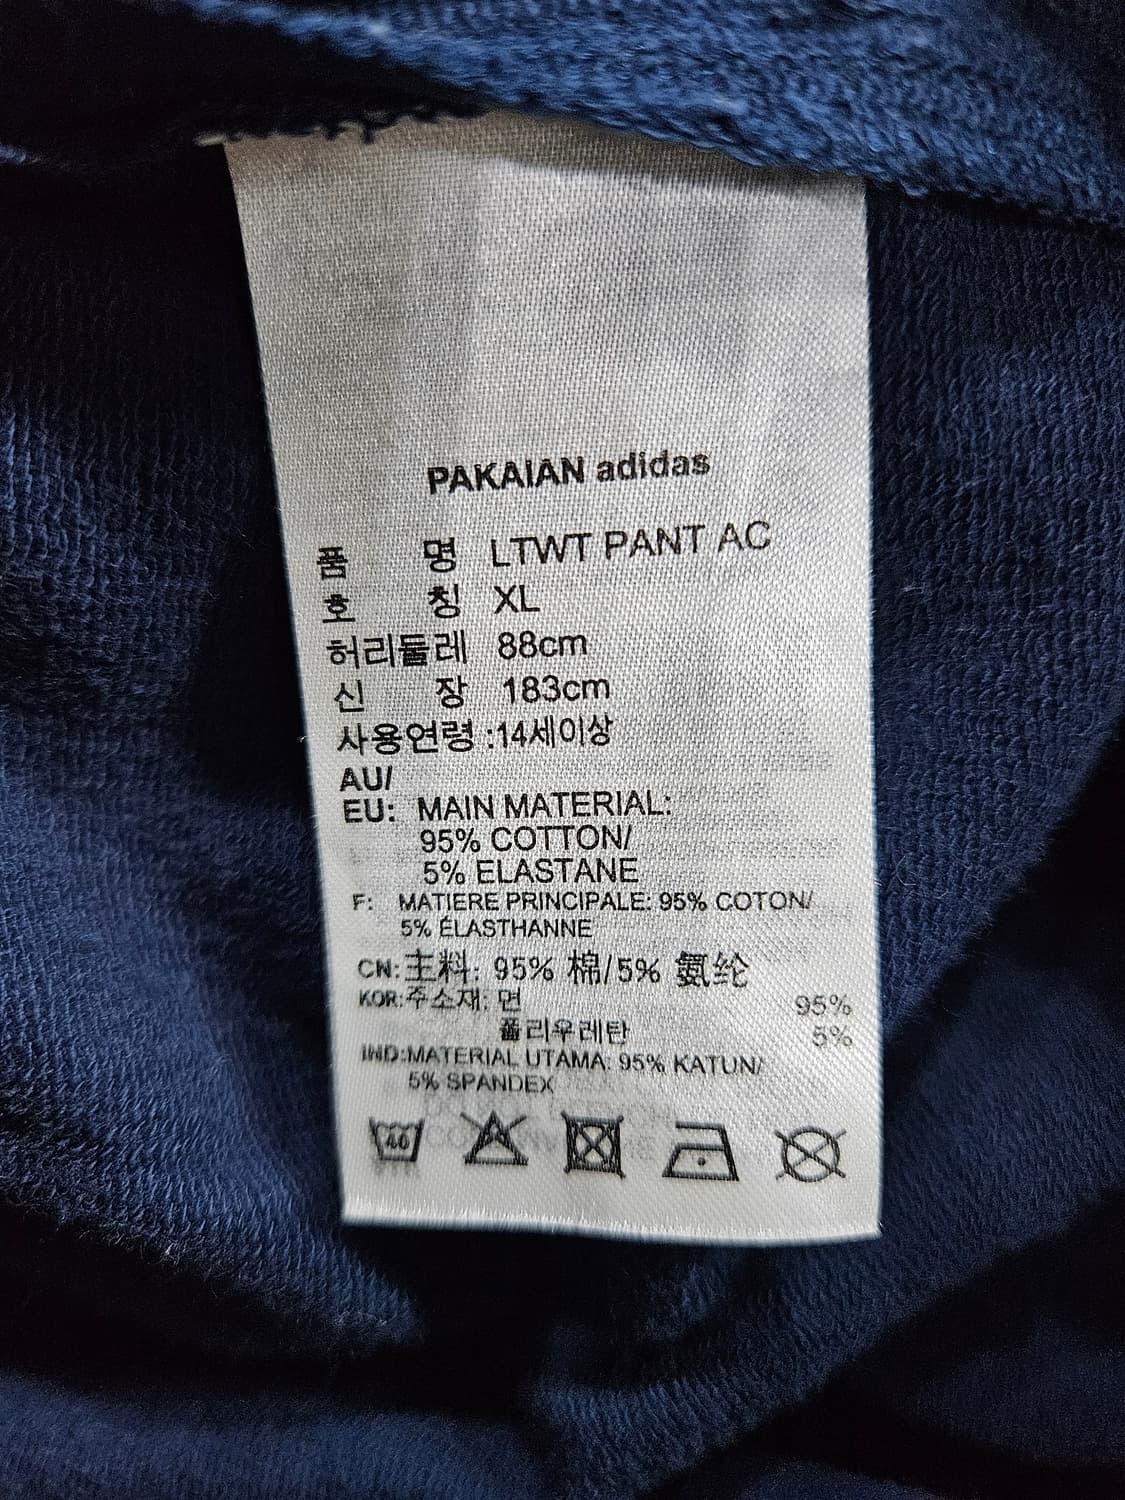 PAKAIAN adidas
품 명 LTWT PANT AC
호 칭 XL
허리둘레 88cm
신 장 183cm
사용연령 :14세이상
AU/
EU: MAIN MATERIAL:
95% COTTON/
5% ELASTANE
F: MATIERE PRINCIPALE: 95% COTON/
5% ÉLASTHANNE
CN: 主料: 95% 棉/5% 氨纶
KOR: 주소재: 면 95%
폴리우레탄 5%
IND: MATERIAL UTAMA: 95% KATUN/
5% SPANDEX
40